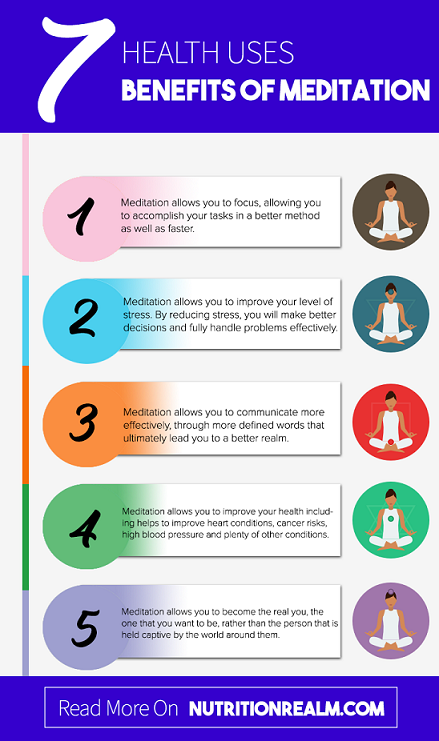 7
HEALTH USES
BENEFITS OF MEDITATION
1
Meditation allows you to focus, allowing you
to accomplish your tasks in a better method
as well as faster.
2
Meditation allows you to improve your level of
stress. By reducing stress, you will make better
decisions and fully handle problems effectively.
3
Meditation allows you to communicate more
effectively, through more defined words that
ultimately lead you to a better realm.
4
Meditation allows you to improve your health includ-
ing helps to improve heart conditions, cancer risks,
high blood pressure and plenty of other conditions.
5
Meditation allows you to become the real you, the
one that you want to be, rather than the person that is
held captive by the world around them.
Read More On NUTRITIONREALM.COM